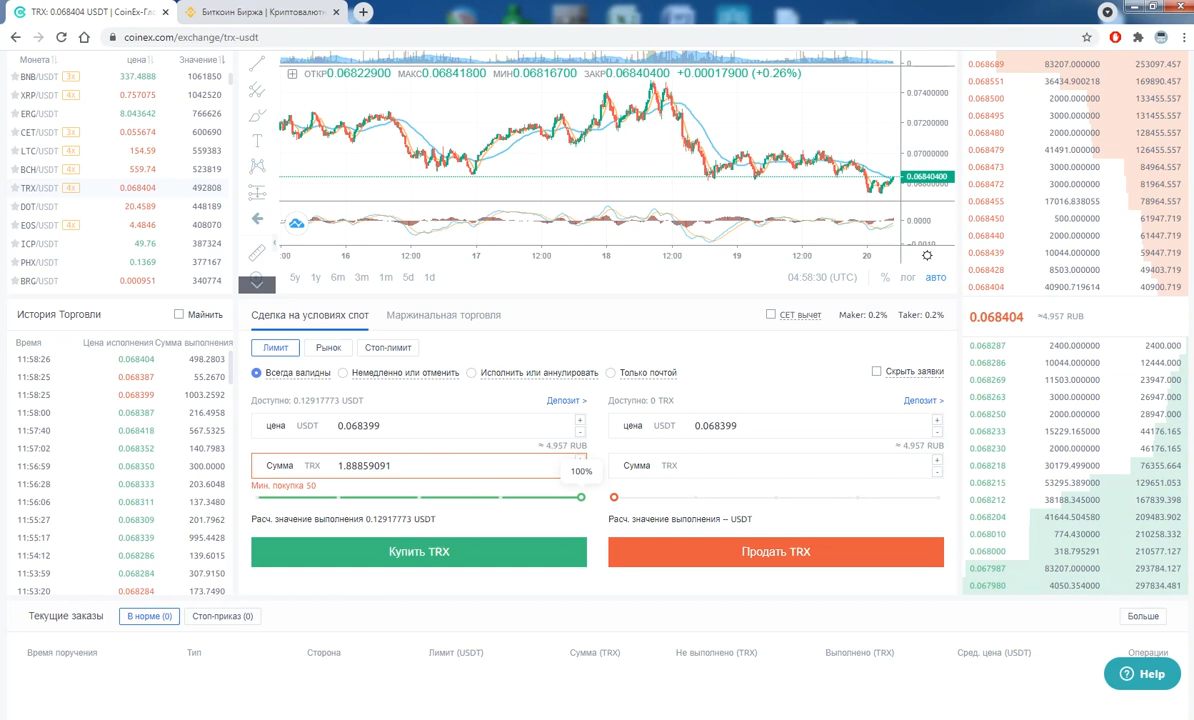 TRX: 0.068404 USDT | CoinEx-Гло
Биткоин Биржа | Криптовалютн
coinex.com/exchange/trx-usdt
Монета цена Значение
BNB/USDT 3x 337.4888 1061850
XRP/USDT 4x 0.757075 1042520
ERG/USDT 8.043642 766626
CET/USDT 3x 0.055674 600690
LTC/USDT 4x 154.59 559383
BCH/USDT 4x 559.74 523819
TRX/USDT 4x 0.068404 492808
DOT/USDT 20.4589 448189
EOS/USDT 4x 4.4846 408070
ICP/USDT 49.76 387324
PHX/USDT 0.1369 377167
BRG/USDT 0.000951 340774
ОТКР0.06822900 МАКС0.06841800 МИН0.06816700 ЗАКР0.06840400 +0.00017900 (+0.26%)
0
0.07400000
0.07200000
0.07000000
0.06840400
0.0000
:00 16 12:00 17 12:00 18 12:00 19 12:00 20
5y 1y 6m 3m 1m 5d 1d 04:58:30 (UTC) % лог авто
0.068689 83207.000000 253097.457
0.068551 36434.900218 169890.457
0.068500 2000.000000 133455.557
0.068495 3000.000000 131455.557
0.068480 2000.000000 128455.557
0.068479 41491.000000 126455.557
0.068473 3000.000000 84964.557
0.068472 3000.000000 81964.557
0.068455 17016.838055 78964.557
0.068450 500.000000 61947.719
0.068440 2000.000000 61447.719
0.068439 10044.000000 59447.719
0.068428 8503.000000 49403.719
0.068404 40900.719614 40900.719
0.068404 ≈4.957 RUB
0.068287 2400.000000 2400.000
0.068286 10044.000000 12444.000
0.068269 11503.000000 23947.000
0.068263 3000.000000 26947.000
0.068250 2000.000000 28947.000
0.068233 15229.165000 44176.165
0.068230 2000.000000 46176.165
0.068218 30179.499000 76355.664
0.068215 53295.389000 129651.053
0.068212 38188.345000 167839.398
0.068204 41644.504580 209483.902
0.068010 774.430000 210258.332
0.068000 318.795291 210577.127
0.067987 83207.000000 293784.127
0.067980 4050.354000 297834.481
История Торговли Майнить
Время Цена исполнения Сумма выполнения
11:58:26 0.068404 498.2803
11:58:25 0.068387 55.2670
11:58:25 0.068399 1003.2592
11:58:00 0.068387 216.4958
11:57:40 0.068418 567.5325
11:57:02 0.068352 140.7983
11:56:59 0.068350 300.0000
11:56:28 0.068333 203.6048
11:56:06 0.068311 137.3480
11:55:27 0.068309 201.7962
11:55:17 0.068339 995.4428
11:54:12 0.068286 139.6015
11:53:59 0.068284 307.9150
11:53:20 0.068284 173.7490
Сделка на условиях спот Маржинальная торговля CET вычет Maker: 0.2% Taker: 0.2%
Лимит Рынок Стоп-лимит
Всегда валидны Немедленно или отменить Исполнить или аннулировать Только почтой Скрыть заявки
Доступно: 0.12917773 USDT Депозит >
цена USDT 0.068399 + -
≈ 4.957 RUB
Сумма TRX 1.88859091
100%
Мин. покупка 50
Расч. значение выполнения 0.12917773 USDT
Купить TRX
Доступно: 0 TRX Депозит >
цена USDT 0.068399 + -
≈ 4.957 RUB
Сумма TRX + -
Расч. значение выполнения -- USDT
Продать TRX
Текущие заказы В норме (0) Стоп-приказ (0) Больше
Время поручения Тип Сторона Лимит (USDT) Сумма (TRX) Не выполнено (TRX) Выполнено (TRX) Сред. цена (USDT) Операции
Help